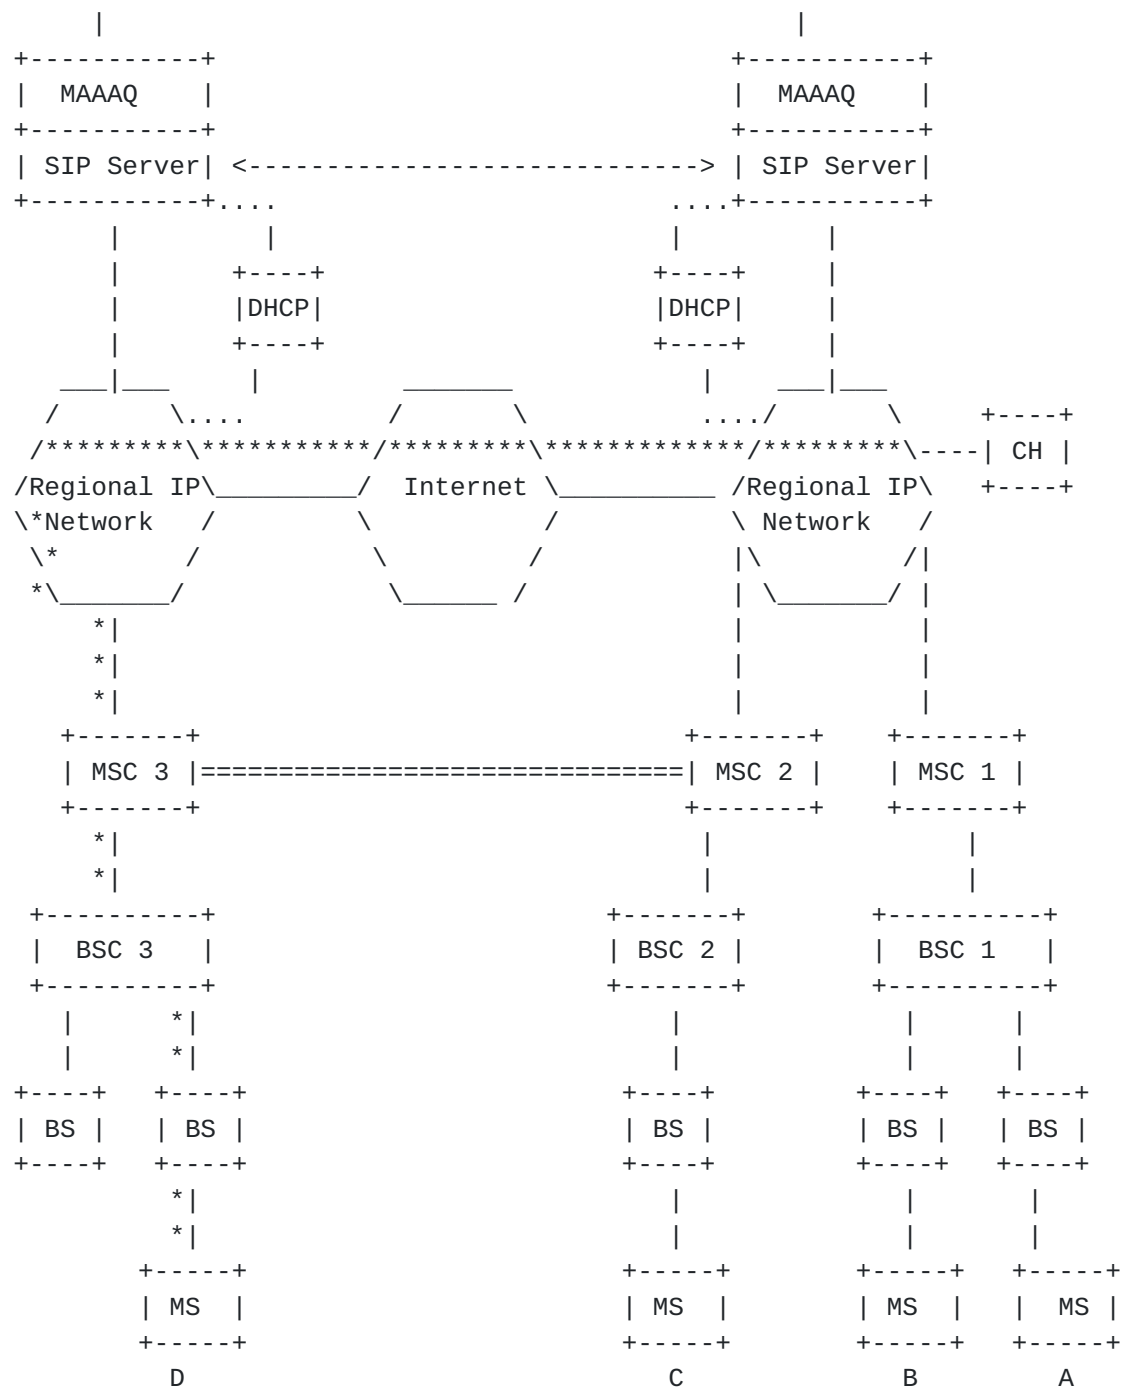 MAAAQ MAAAQ
SIP Server SIP Server
DHCP DHCP
CH
Regional IP Internet Regional IP
Network Network
MSC 3 MSC 2 MSC 1
BSC 3 BSC 2 BSC 1
BS BS BS BS BS
MS MS MS MS
D C B A